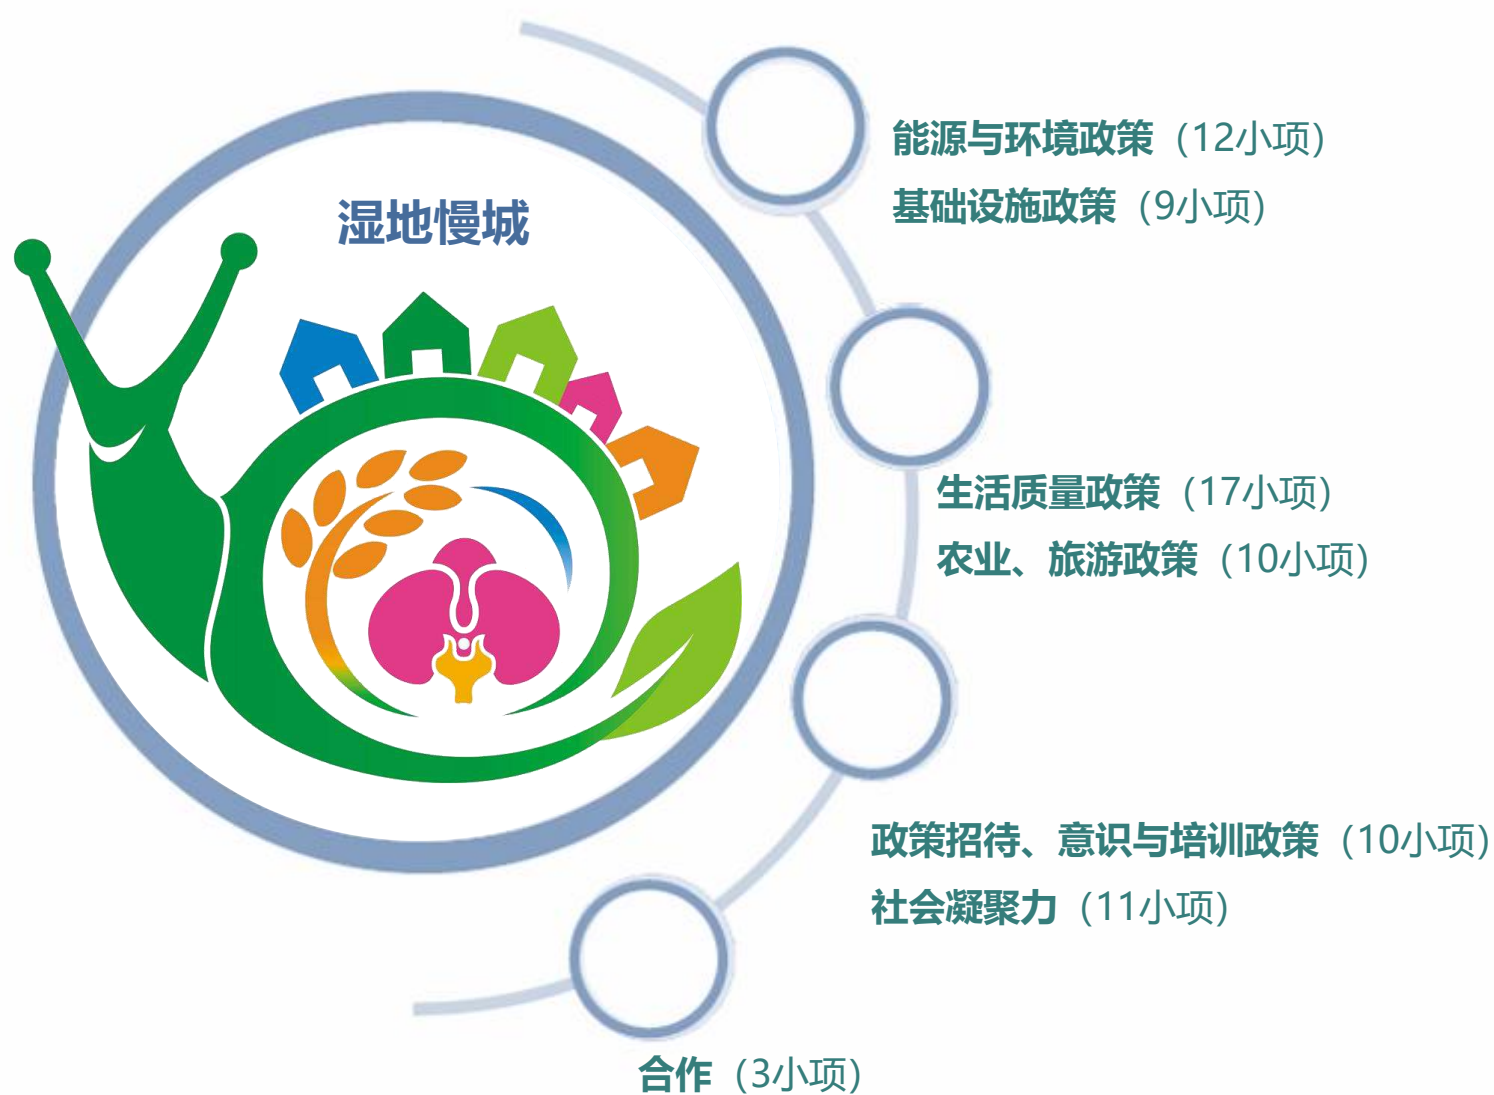 湿地慢城
能源与环境政策（12小项）
基础设施政策（9小项）
生活质量政策（17小项）
农业、旅游政策（10小项）
政策招待、意识与培训政策（10小项）
社会凝聚力（11小项）
合作（3小项）